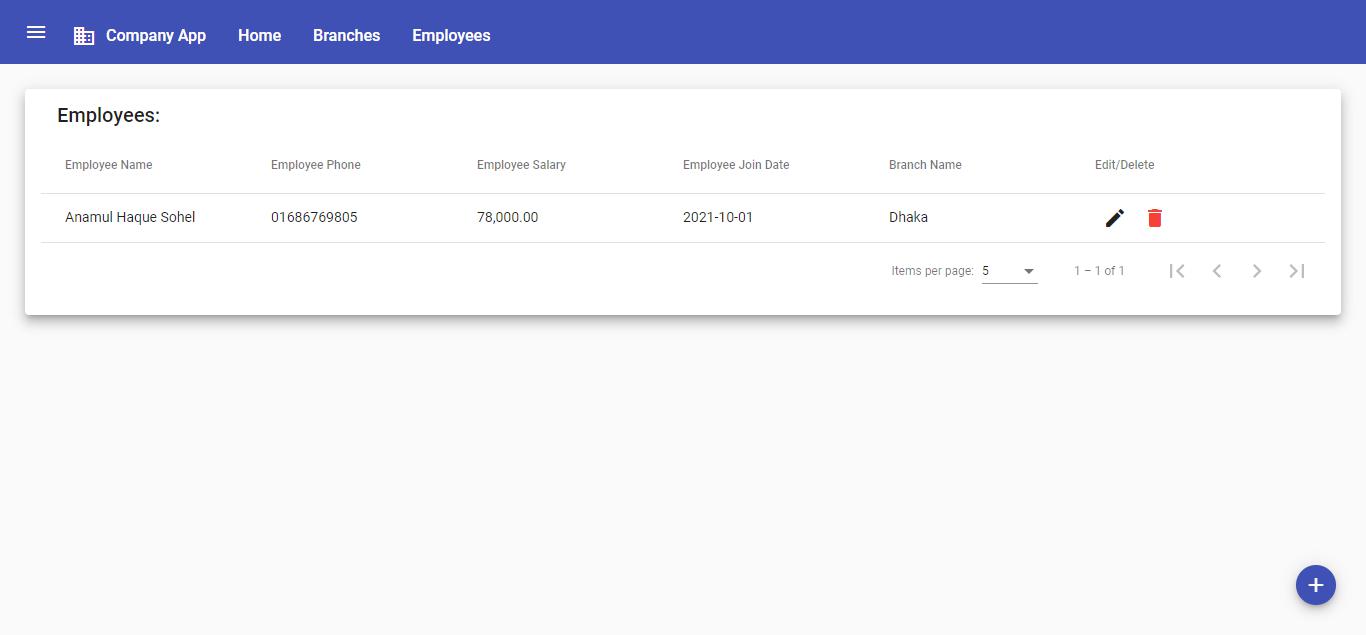 Company App Home Branches Employees
Employees:
Employee Name Employee Phone Employee Salary Employee Join Date Branch Name Edit/Delete
Anamul Haque Sohel 01686769805 78,000.00 2021-10-01 Dhaka
Items per page: 5 1 – 1 of 1